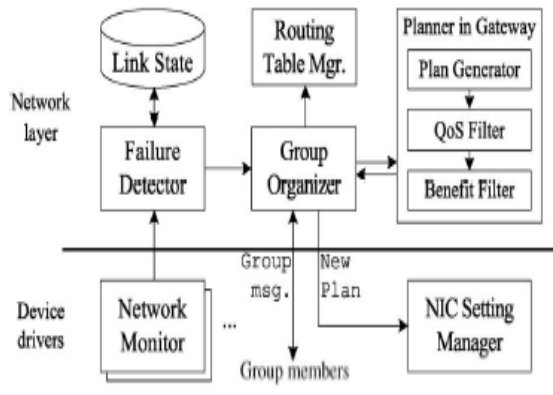 Link State
Routing
Table Mgr.
Planner in Gateway
Plan Generator
QoS Filter
Benefit Filter
Network
layer
Failure
Detector
Group
Organizer
Group
msg.
New
Plan
Device
drivers
Network
Monitor
...
Group members
NIC Setting
Manager